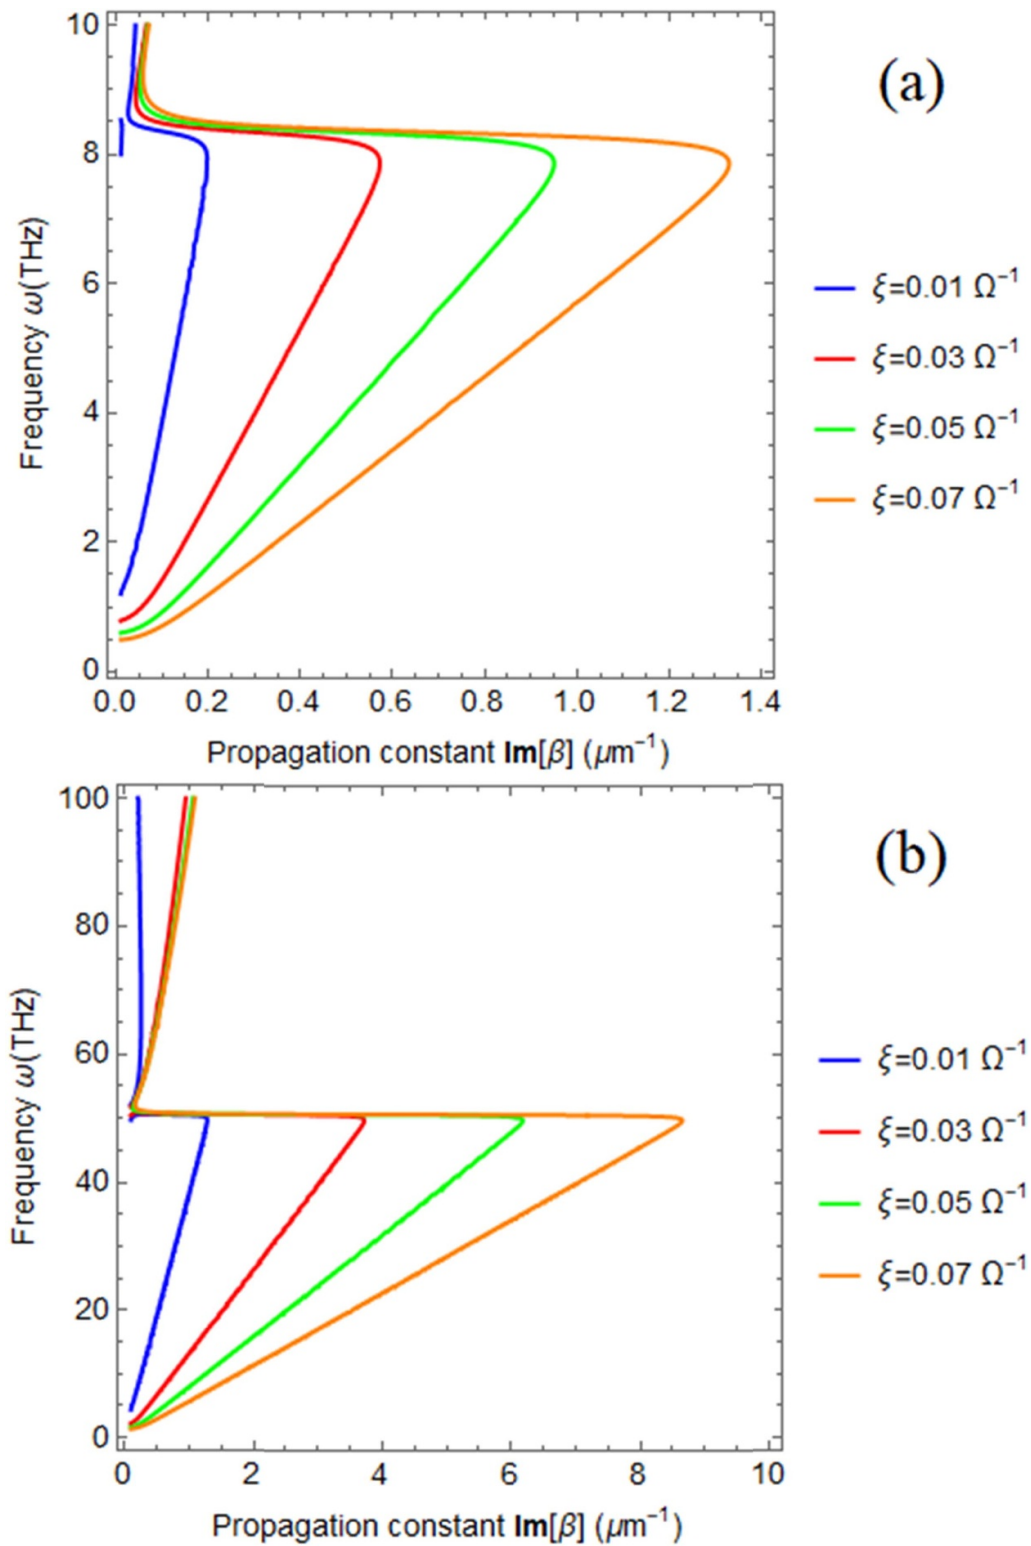 (a)
10
8
6
4
2
0
Frequency ω(THz)
0.0 0.2 0.4 0.6 0.8 1.0 1.2 1.4
Propagation constant Im[β] (μm⁻¹)
ξ=0.01 Ω⁻¹
ξ=0.03 Ω⁻¹
ξ=0.05 Ω⁻¹
ξ=0.07 Ω⁻¹
(b)
100
80
60
40
20
0
Frequency ω(THz)
0 2 4 6 8 10
Propagation constant Im[β] (μm⁻¹)
ξ=0.01 Ω⁻¹
ξ=0.03 Ω⁻¹
ξ=0.05 Ω⁻¹
ξ=0.07 Ω⁻¹